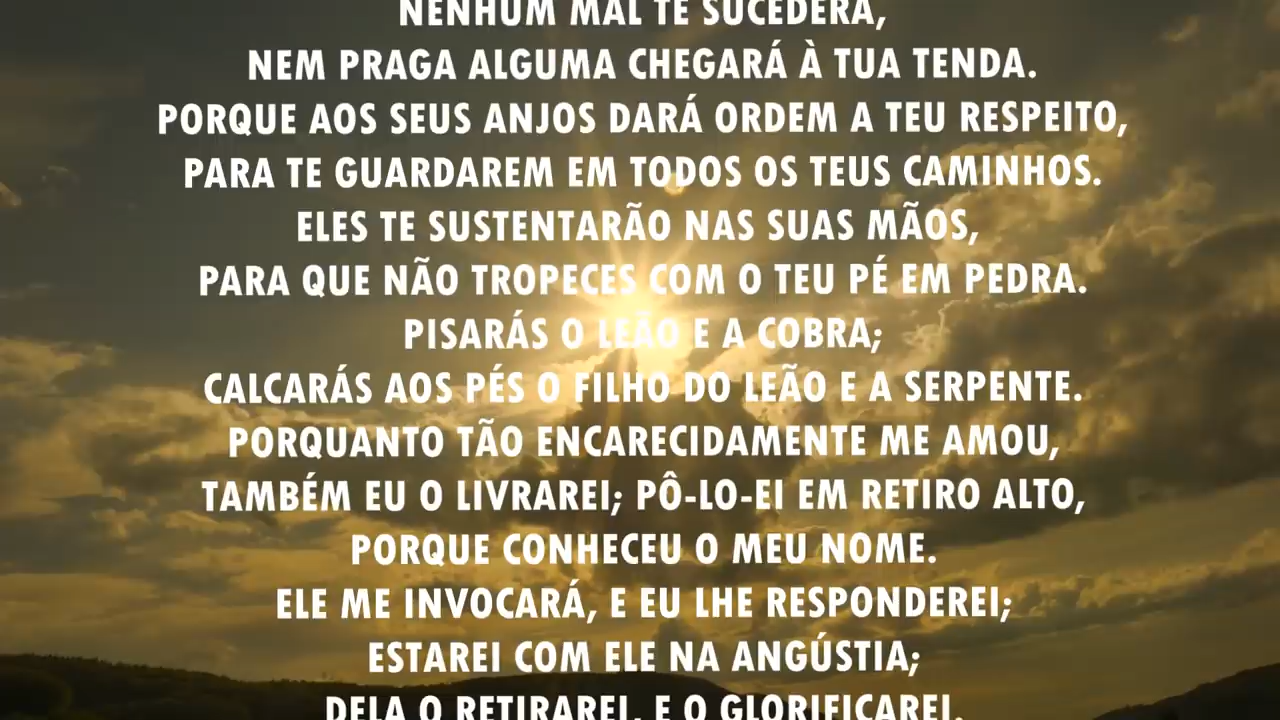 NENHUM MAL TE SUCEDERÁ,
NEM PRAGA ALGUMA CHEGARÁ À TUA TENDA.
PORQUE AOS SEUS ANJOS DARÁ ORDEM A TEU RESPEITO,
PARA TE GUARDAREM EM TODOS OS TEUS CAMINHOS.
ELES TE SUSTENTARÃO NAS SUAS MÃOS,
PARA QUE NÃO TROPECES COM O TEU PÉ EM PEDRA.
PISARÁS O LEÃO E A COBRA;
CALCARÁS AOS PÉS O FILHO DO LEÃO E A SERPENTE.
PORQUANTO TÃO ENCARECIDAMENTE ME AMOU,
TAMBÉM EU O LIVRAREI; PÔ-LO-EI EM RETIRO ALTO,
PORQUE CONHECEU O MEU NOME.
ELE ME INVOCARÁ, E EU LHE RESPONDEREI;
ESTAREI COM ELE NA ANGÚSTIA;
DELA O RETIRAREI, E O GLORIFICAREI.